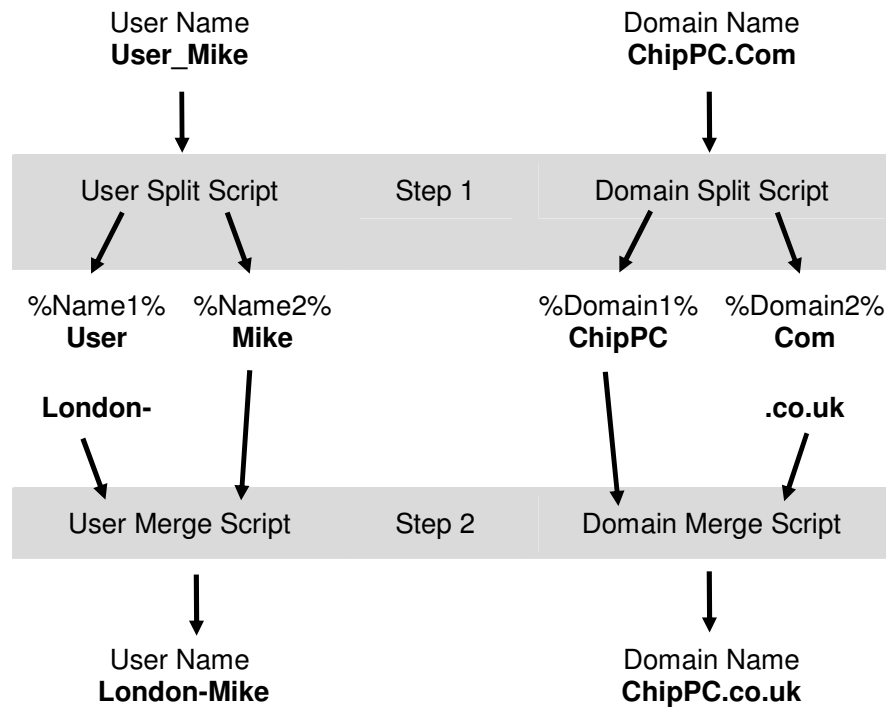 User Name Domain Name
User_Mike ChipPC.Com
User Split Script Step 1 Domain Split Script
%Name1% %Name2% %Domain1% %Domain2%
User Mike ChipPC Com
London- .co.uk
User Merge Script Step 2 Domain Merge Script
User Name Domain Name
London-Mike ChipPC.co.uk